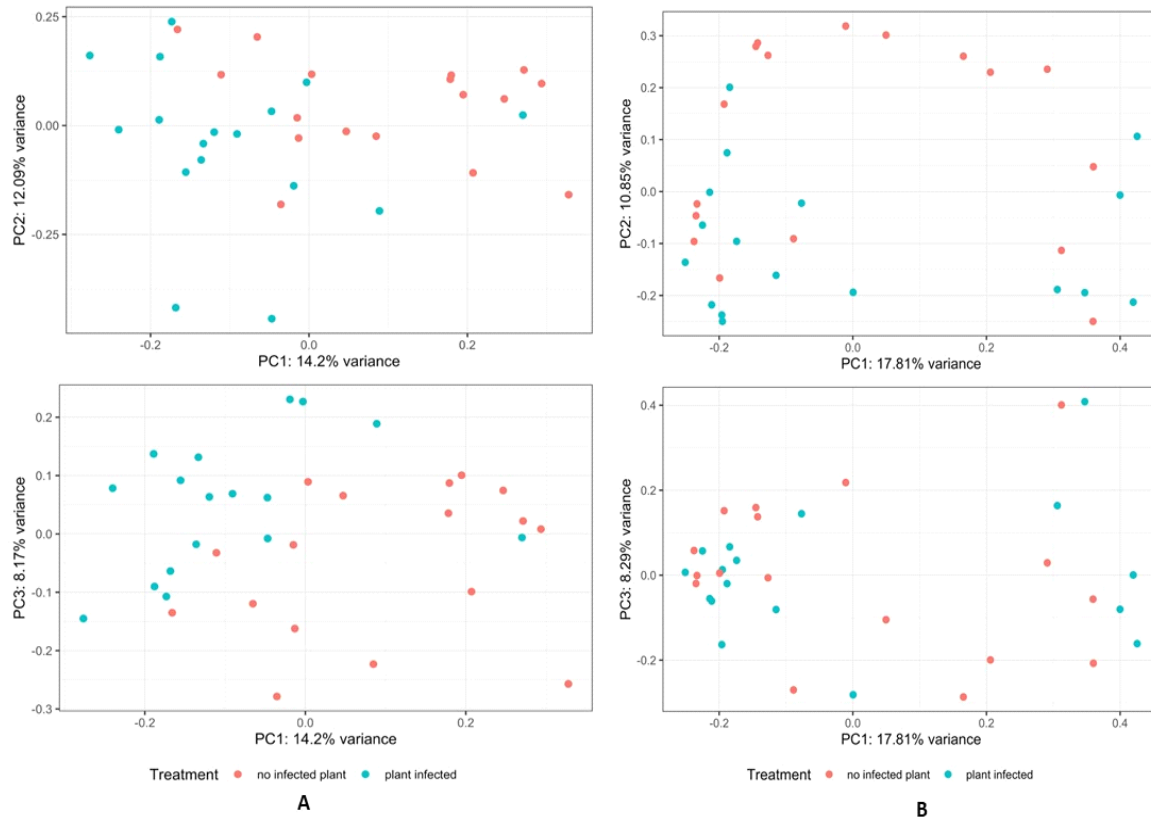 0.25
0.00
-0.25
PC2: 12.09% variance
-0.2
0.0
0.2
PC1: 14.2% variance
0.3
0.2
0.1
0.0
-0.1
-0.2
PC2: 10.85% variance
-0.2
0.0
0.2
0.4
PC1: 17.81% variance
0.2
0.1
0.0
-0.1
-0.2
-0.3
PC3: 8.17% variance
-0.2
0.0
0.2
PC1: 14.2% variance
0.4
0.2
0.0
-0.2
PC3: 8.29% variance
-0.2
0.0
0.2
0.4
PC1: 17.81% variance
Treatment no infected plant plant infected
A
Treatment no infected plant plant infected
B